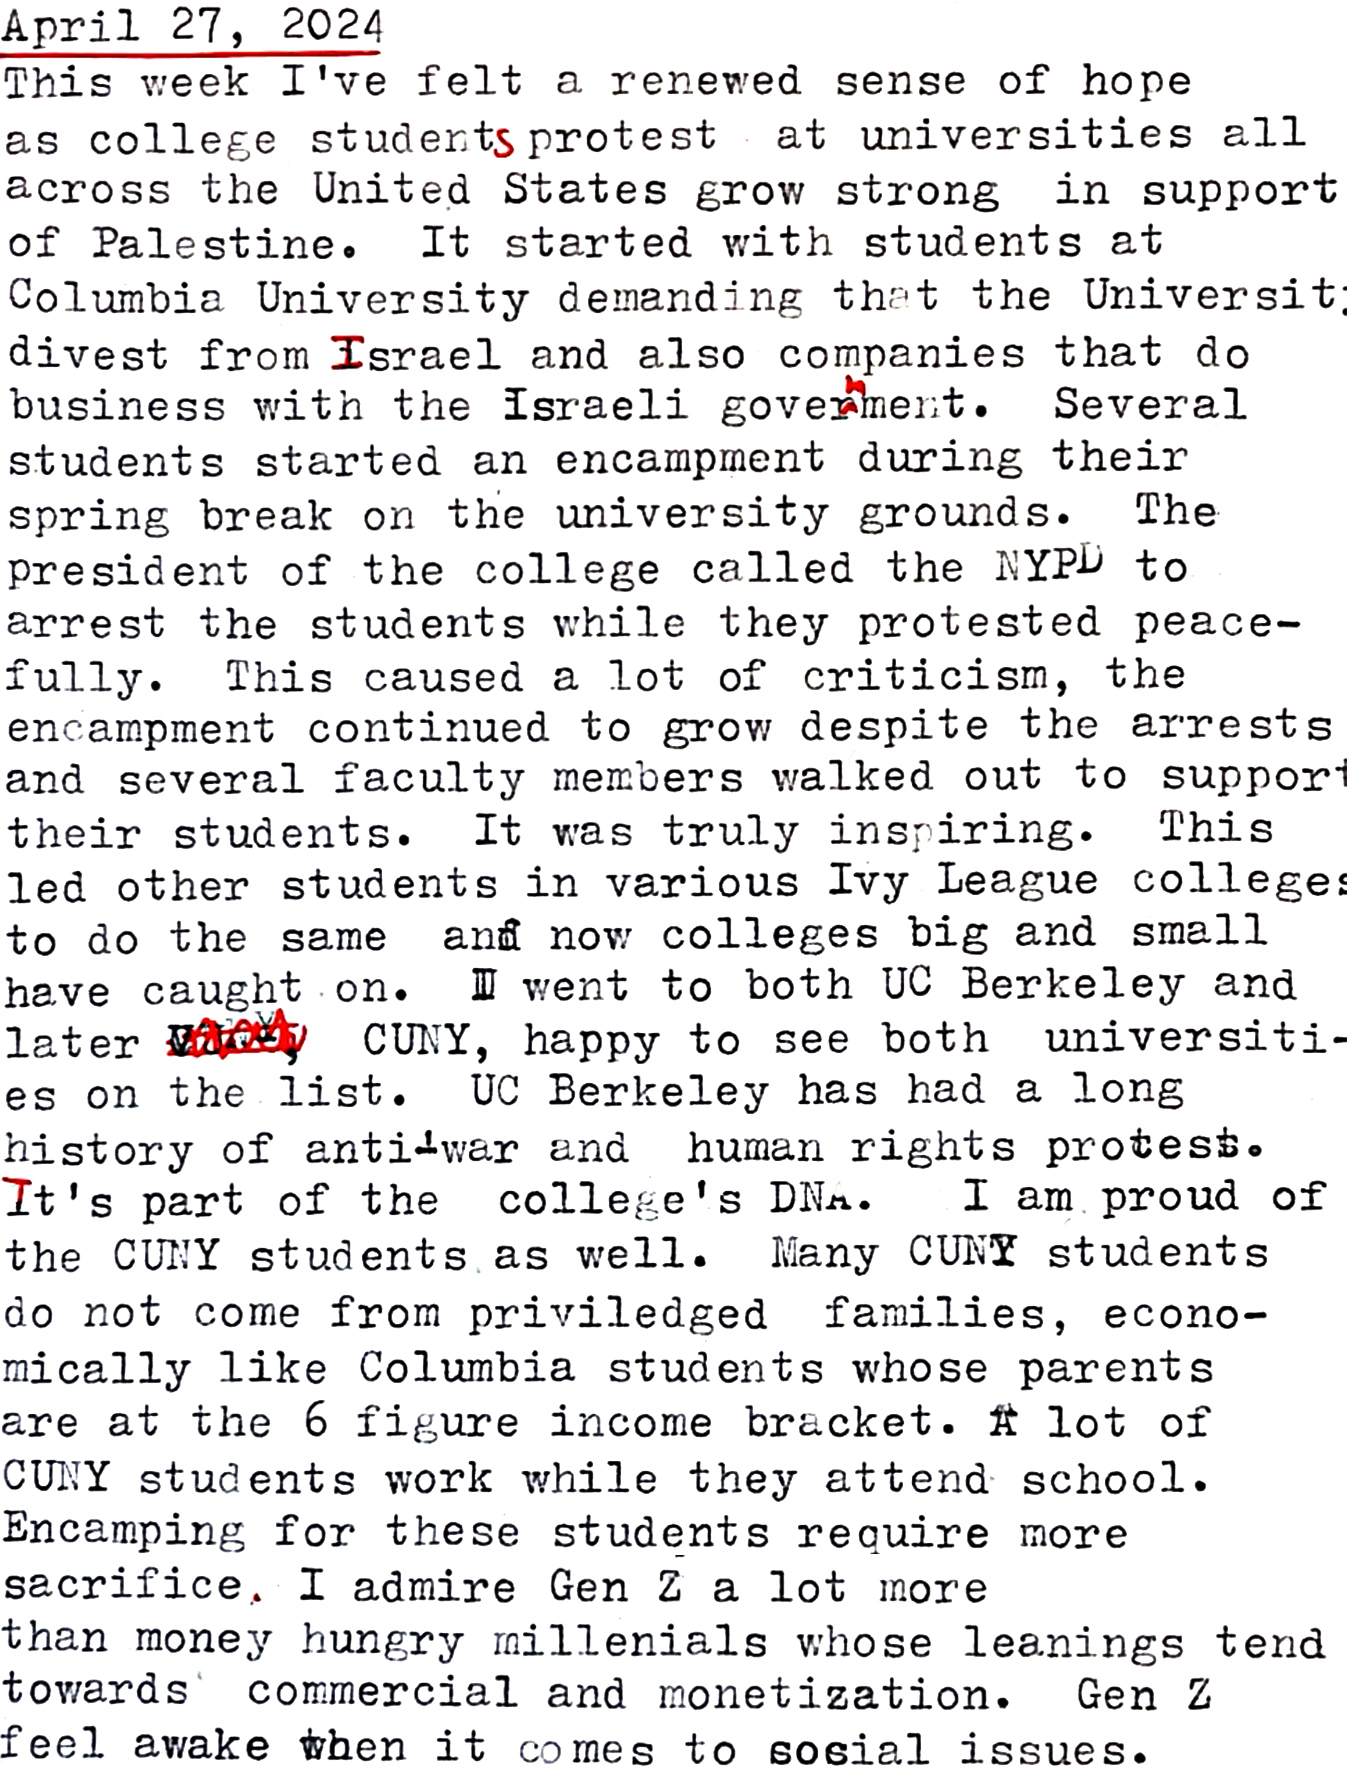 April 27, 2024
This week I've felt a renewed sense of hope
as college students protest at universities all
across the United States grow strong in support
of Palestine. It started with students at
Columbia University demanding that the Universit
divest from Israel and also companies that do
business with the Israeli government. Several
students started an encampment during their
spring break on the university grounds. The
president of the college called the NYPD to
arrest the students while they protested peace-
fully. This caused a lot of criticism, the
encampment continued to grow despite the arrests
and several faculty members walked out to support
their students. It was truly inspiring. This
led other students in various Ivy League colleges
to do the same and now colleges big and small
have caught on. I went to both UC Berkeley and
later CUNY, happy to see both universiti-
es on the list. UC Berkeley has had a long
history of anti-war and human rights protest.
It's part of the college's DNA. I am proud of
the CUNY students as well. Many CUNY students
do not come from priviledged families, econo-
mically like Columbia students whose parents
are at the 6 figure income bracket. A lot of
CUNY students work while they attend school.
Encamping for these students require more
sacrifice. I admire Gen Z a lot more
than money hungry millenials whose leanings tend
towards commercial and monetization. Gen Z
feel awake when it comes to social issues.